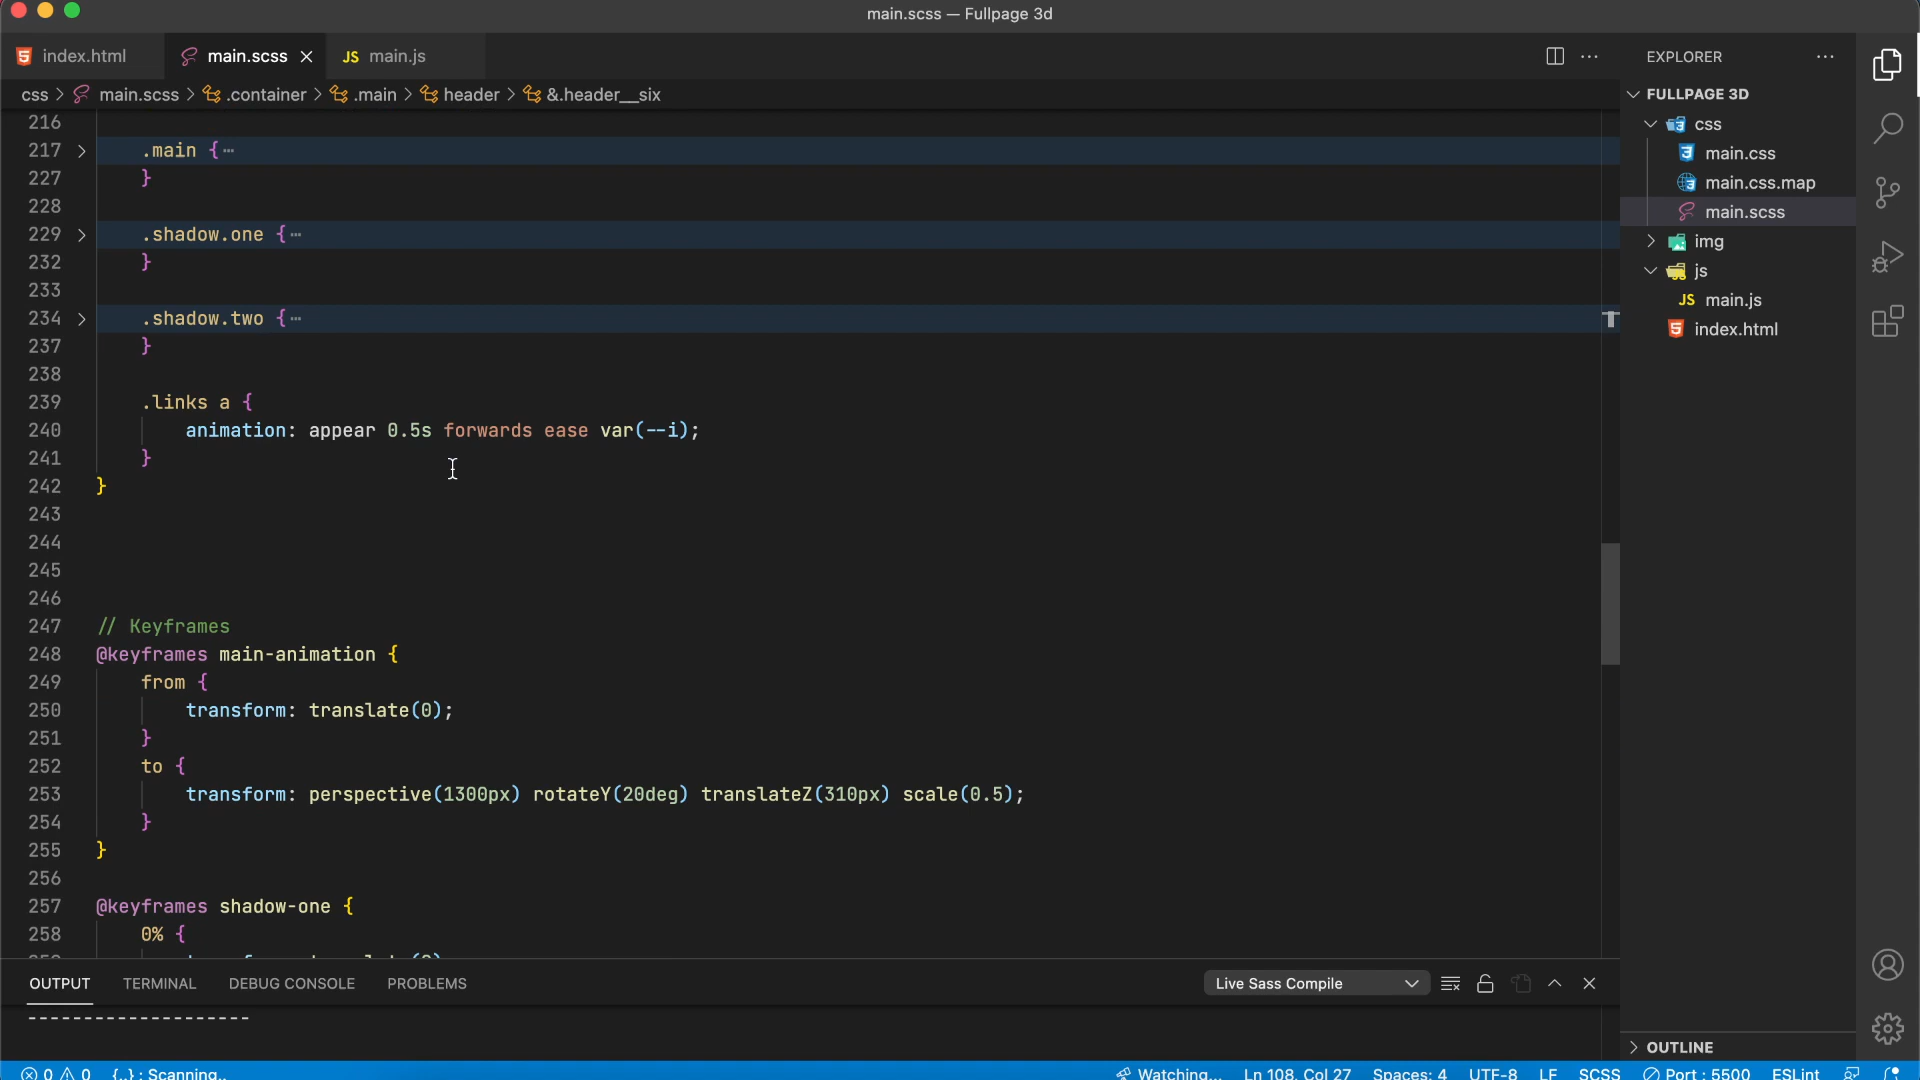 main.scss — Fullpage 3d
index.html
main.scss
JS main.js
EXPLORER
css > main.scss > .container > .main > header > &.header__six
FULLPAGE 3D
css
main.css
main.css.map
main.scss
img
js
JS main.js
index.html
216
217 .main {
227 }
228
229 .shadow.one {
232 }
233
234 .shadow.two {
237 }
238
239 .links a {
240 animation: appear 0.5s forwards ease var(--i);
241 }
242 }
243
244
245
246
247 // Keyframes
248 @keyframes main-animation {
249 from {
250 transform: translate(0);
251 }
252 to {
253 transform: perspective(1300px) rotateY(20deg) translateZ(310px) scale(0.5);
254 }
255 }
256
257 @keyframes shadow-one {
258 0% {
OUTPUT TERMINAL DEBUG CONSOLE PROBLEMS
Live Sass Compile
--------------------
OUTLINE
0 0 {..} : Scanning..
Watching... Ln 108, Col 27 Spaces: 4 UTF-8 LF SCSS Port : 5500 ESLint